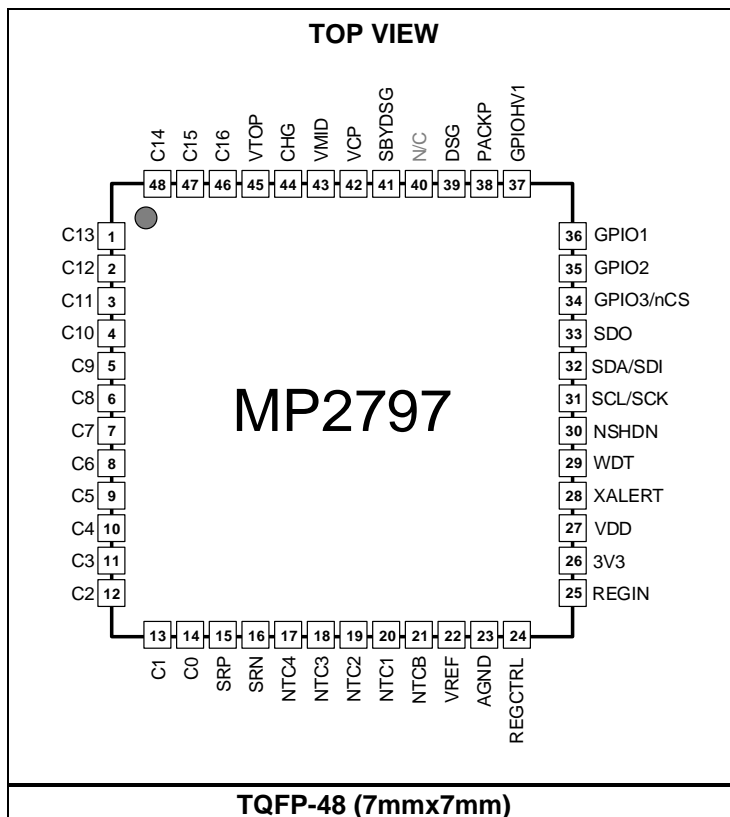 TOP VIEW
C14 C15 C16 VTOP CHG VMID VCP SBYDSG N/C DSG PACKP GPIOHV1
48 47 46 45 44 43 42 41 40 39 38 37
C13 1 36 GPIO1
C12 2 35 GPIO2
C11 3 34 GPIO3/nCS
C10 4 33 SDO
C9 5 32 SDA/SDI
C8 6 31 SCL/SCK
C7 7 30 NSHDN
C6 8 29 WDT
C5 9 28 XALERT
C4 10 27 VDD
C3 11 26 3V3
C2 12 25 REGIN
MP2797
13 14 15 16 17 18 19 20 21 22 23 24
C1 C0 SRP SRN NTC4 NTC3 NTC2 NTC1 NTCB VREF AGND REGCTRL
TQFP-48 (7mmx7mm)